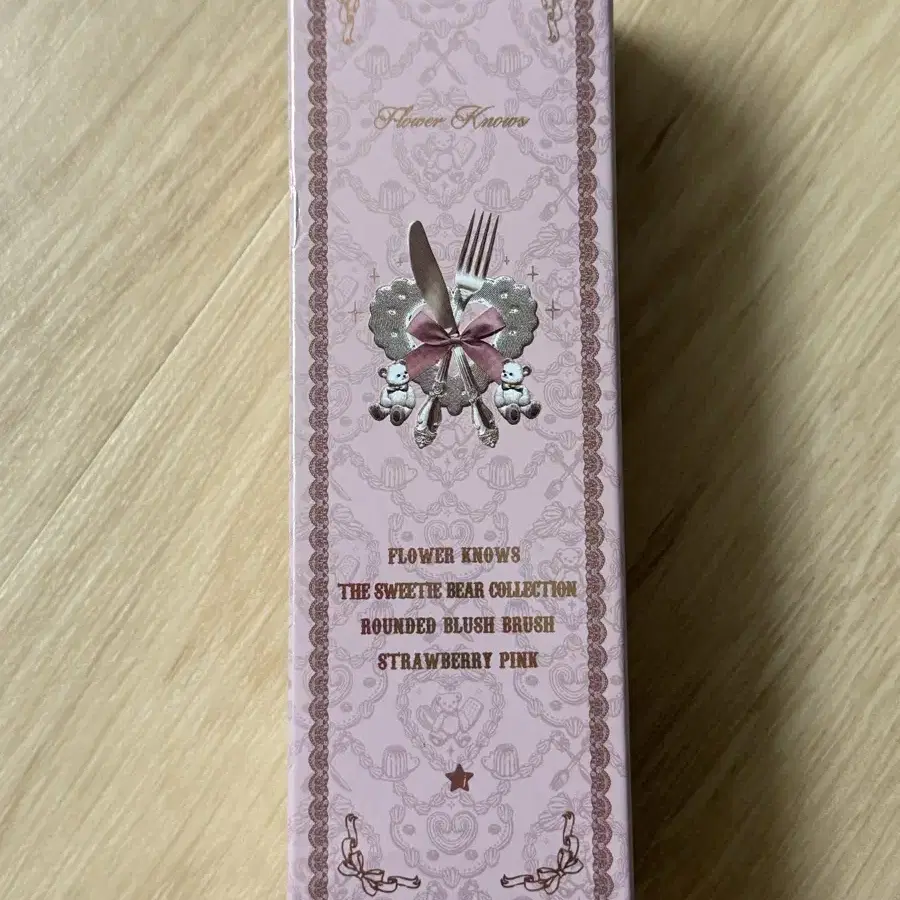 Flower Knows
FLOWER KNOWS
THE SWEETIE BEAR COLLECTION
ROUNDED BLUSH BRUSH
STRAWBERRY PINK